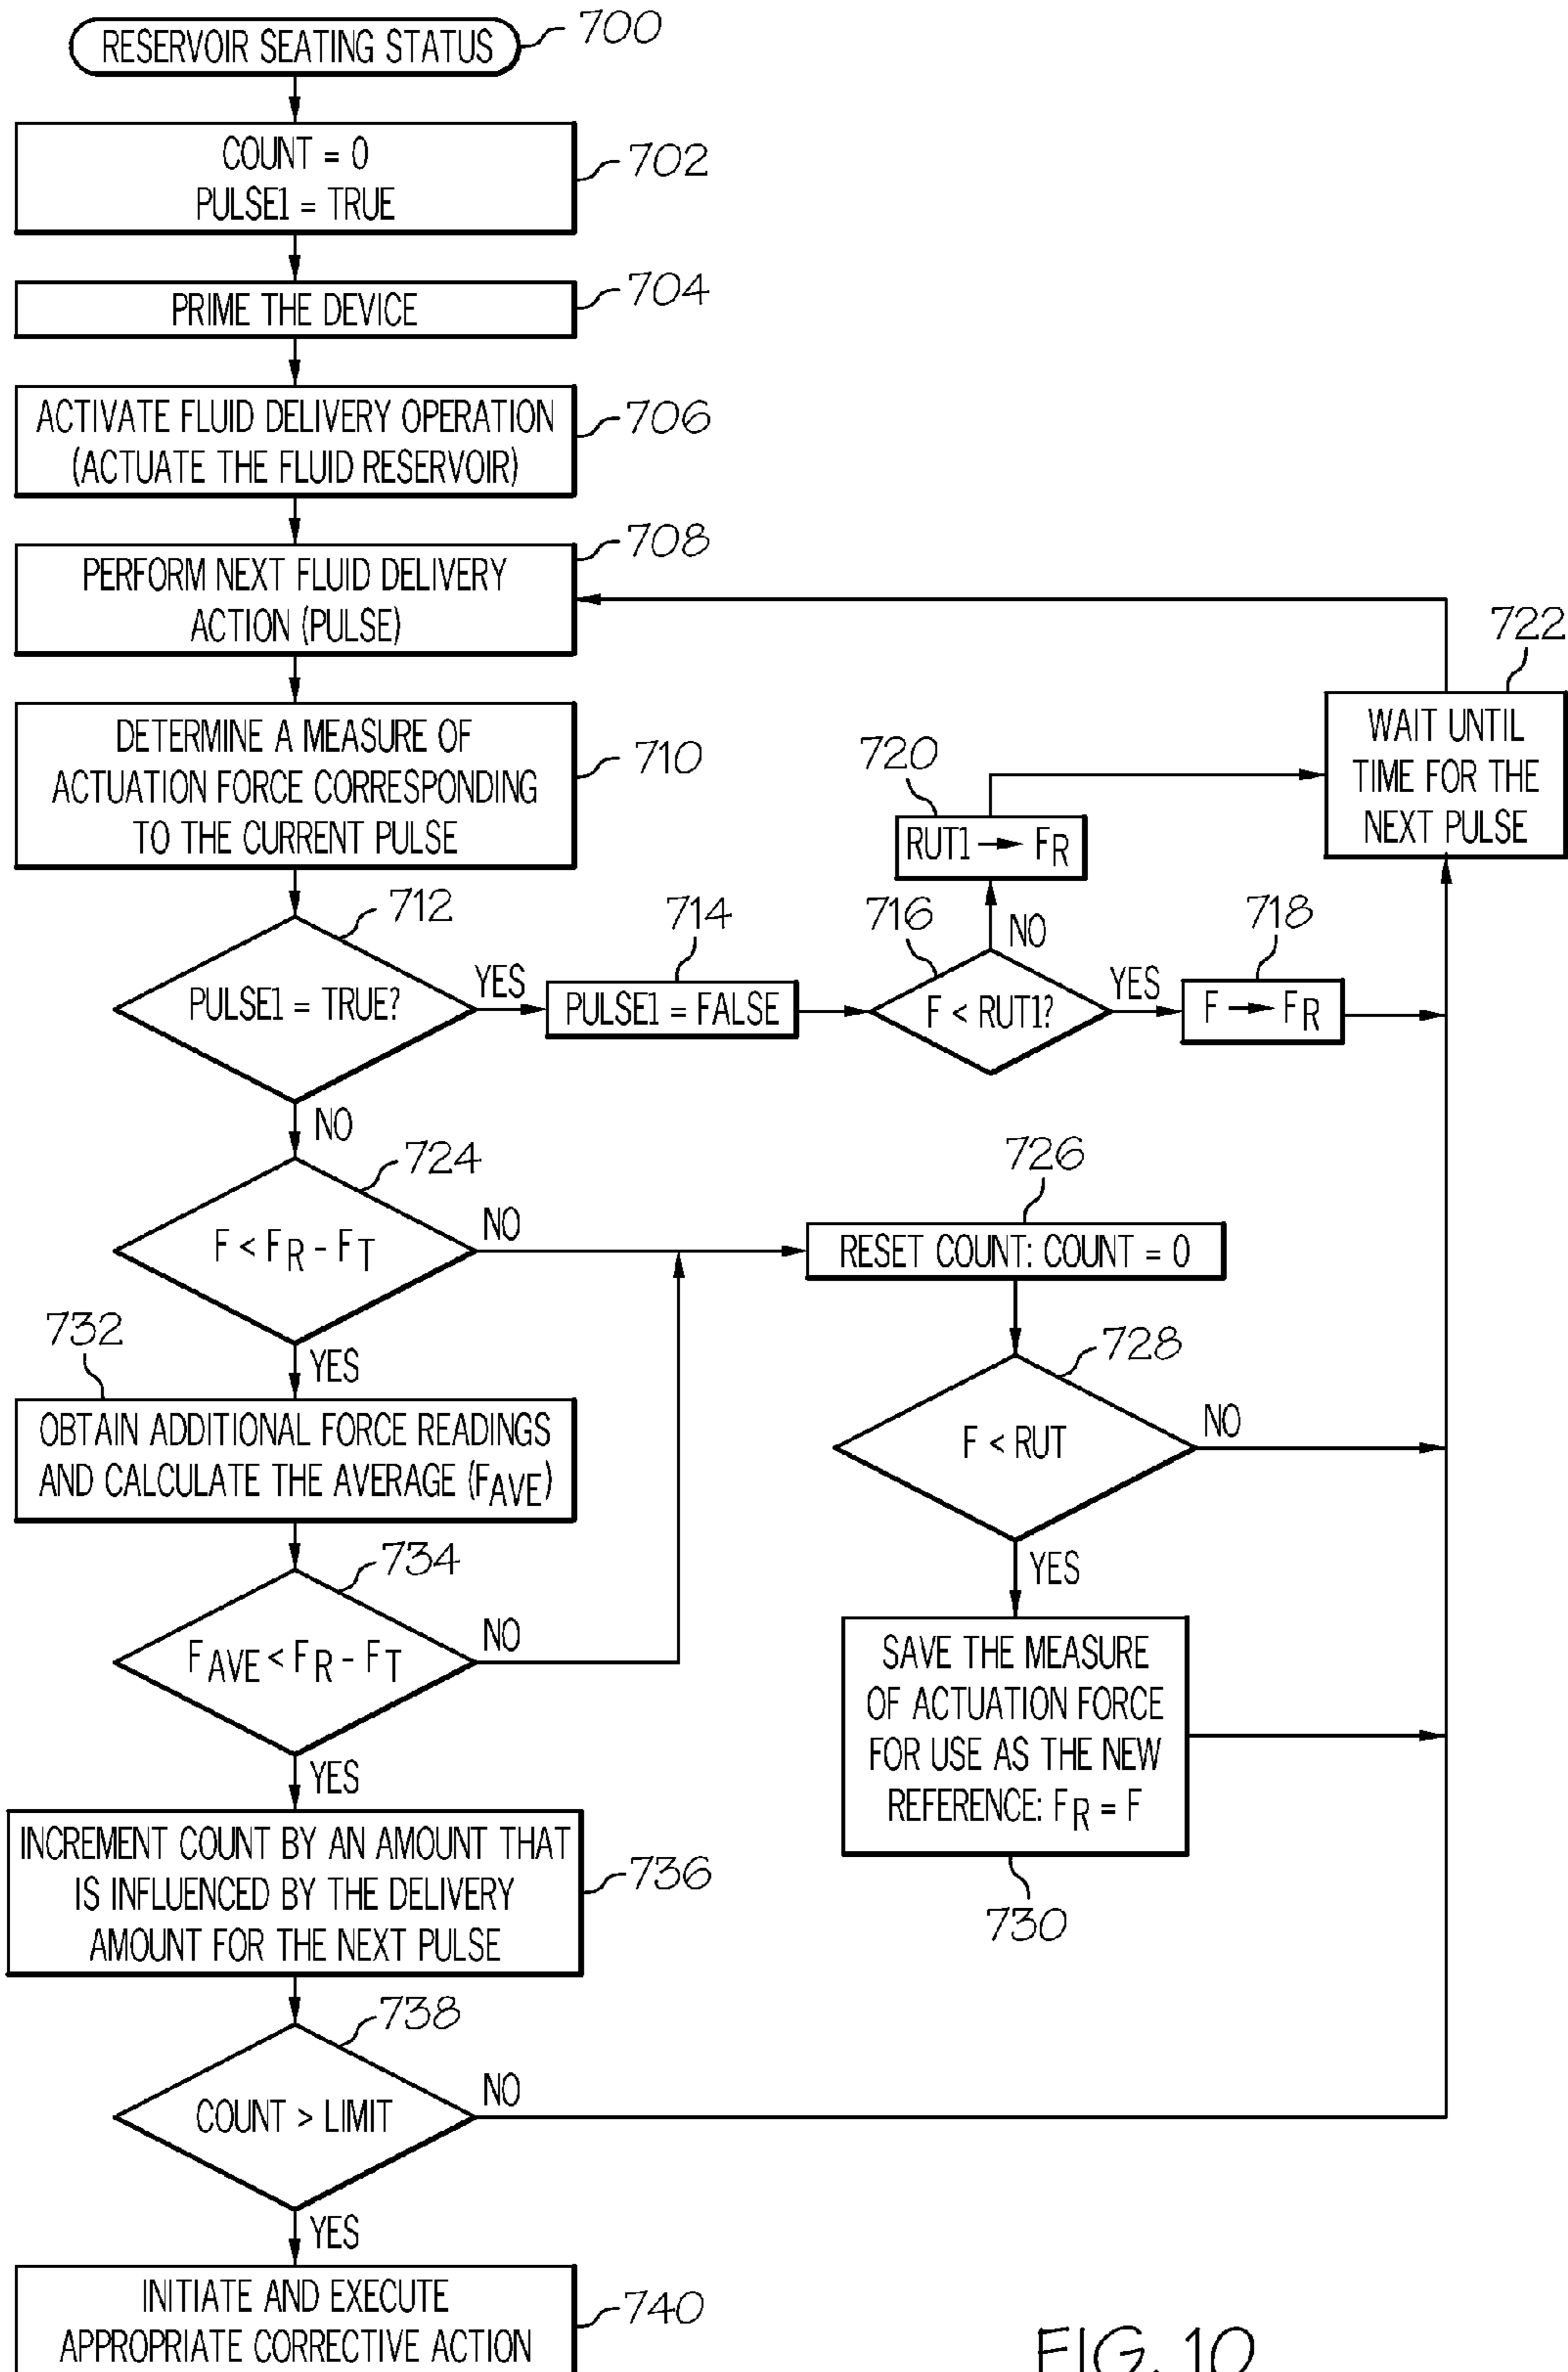 RESERVOIR SEATING STATUS
700
COUNT = 0
PULSE1 = TRUE
702
PRIME THE DEVICE
704
ACTIVATE FLUID DELIVERY OPERATION
(ACTUATE THE FLUID RESERVOIR)
706
PERFORM NEXT FLUID DELIVERY
ACTION (PULSE)
708
722
WAIT UNTIL
TIME FOR THE
NEXT PULSE
DETERMINE A MEASURE OF
ACTUATION FORCE CORRESPONDING
TO THE CURRENT PULSE
710
720
RUT1 → FR
712
PULSE1 = TRUE?
YES
NO
714
PULSE1 = FALSE
716
F < RUT1?
NO
YES
718
F → FR
724
F < FR - FT
NO
YES
726
RESET COUNT: COUNT = 0
728
F < RUT
NO
YES
732
OBTAIN ADDITIONAL FORCE READINGS
AND CALCULATE THE AVERAGE (FAVE)
734
FAVE < FR - FT
NO
YES
SAVE THE MEASURE
OF ACTUATION FORCE
FOR USE AS THE NEW
REFERENCE: FR = F
730
INCREMENT COUNT BY AN AMOUNT THAT
IS INFLUENCED BY THE DELIVERY
AMOUNT FOR THE NEXT PULSE
736
738
COUNT > LIMIT
NO
YES
INITIATE AND EXECUTE
APPROPRIATE CORRECTIVE ACTION
740
FIG. 10